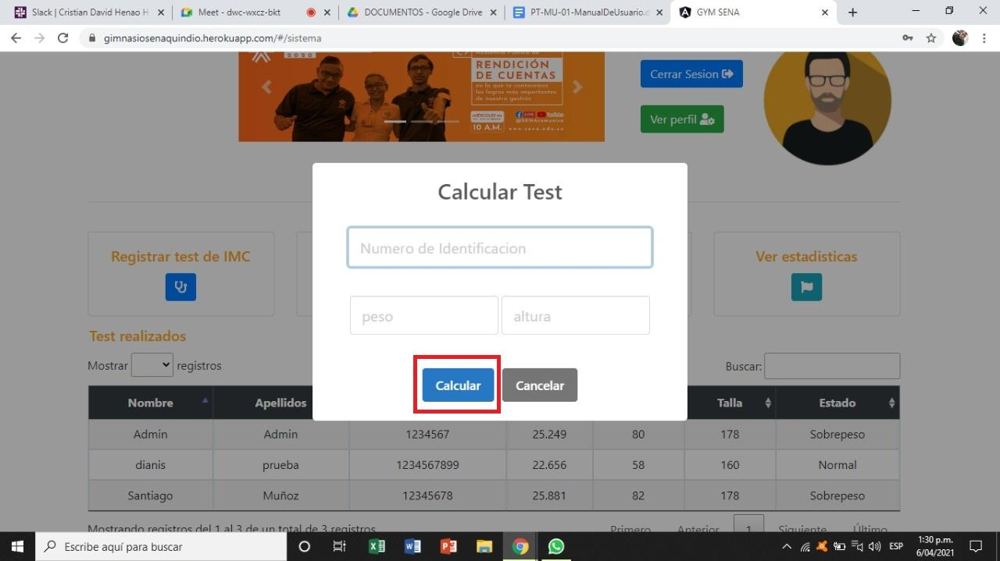 Slack | Cristian David Henao H
Meet - dwc-wxcz-bkt
DOCUMENTOS - Google Drive
PT-MU-01-ManualDeUsuario.d
GYM SENA
gimnasiosenaquindio.herokuapp.com/#/sistema
2020
RENDICIÓN
DE CUENTAS
en la que te contaremos
los logros más importantes
de nuestra gestión
LIVE
YouTube
10 A.M.
www.sena.edu.co
Cerrar Sesion
Ver perfil
Calcular Test
Numero de Identificacion
peso
altura
Calcular
Cancelar
Registrar test de IMC
Ver estadisticas
Test realizados
Mostrar registros
Buscar:
Nombre Apellidos Talla Estado
Admin Admin 1234567 25.249 80 178 Sobrepeso
dianis prueba 1234567899 22.656 58 160 Normal
Santiago Muñoz 12345678 25.881 82 178 Sobrepeso
Mostrando registros del 1 al 3 de un total de 3 registros
Primero Anterior 1 Siguiente Último
Escribe aquí para buscar
ESP
1:30 p.m.
6/04/2021